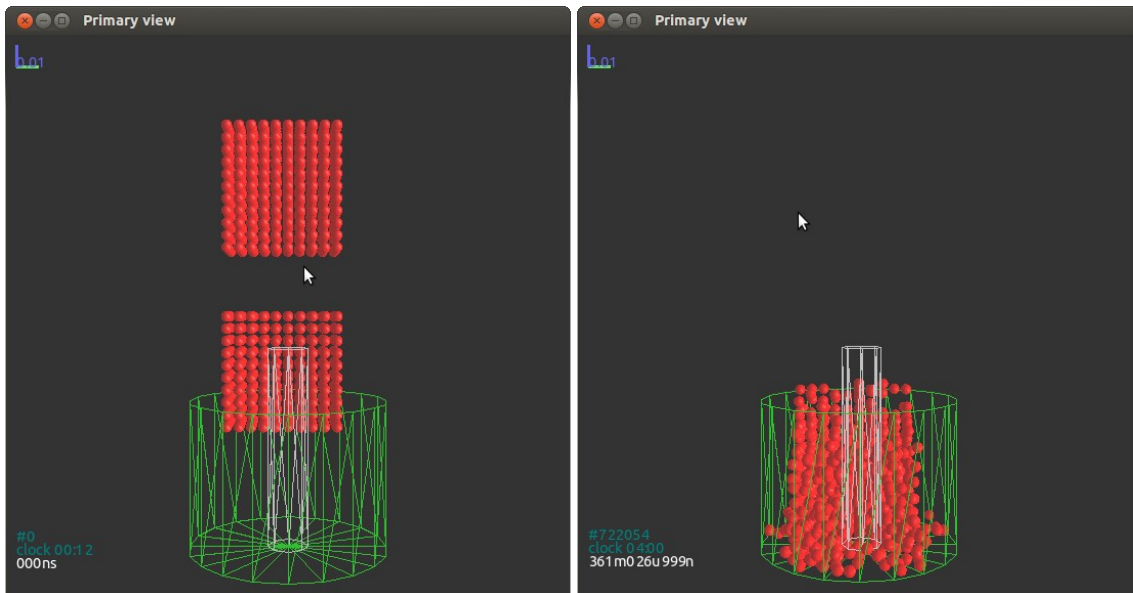 Primary view
0.01
#0
clock 00:12
000ns
Primary view
0.01
#722054
clock 04:00
361m026u999n